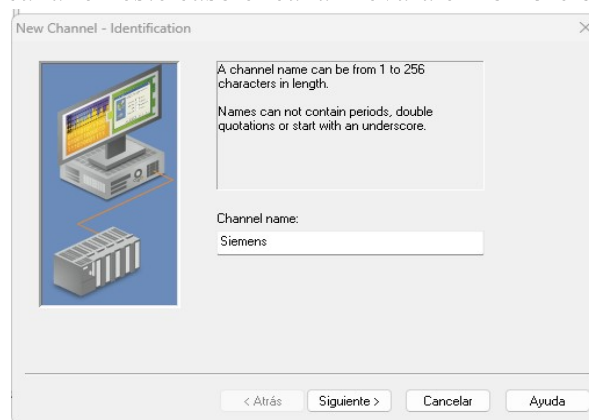 New Channel - Identification
A channel name can be from 1 to 256
characters in length.
Names can not contain periods, double
quotations or start with an underscore.
Channel name:
Siemens
< Atrás
Siguiente >
Cancelar
Ayuda